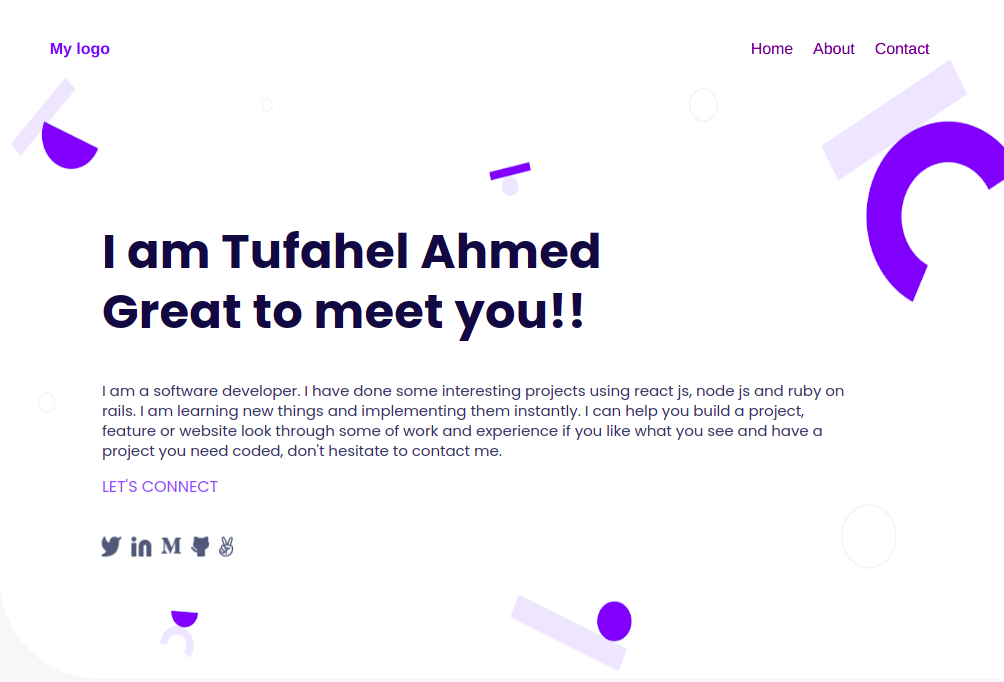 My logo
Home About Contact
I am Tufahel Ahmed
Great to meet you!!
I am a software developer. I have done some interesting projects using react js, node js and ruby on
rails. I am learning new things and implementing them instantly. I can help you build a project,
feature or website look through some of work and experience if you like what you see and have a
project you need coded, don't hesitate to contact me.
LET'S CONNECT